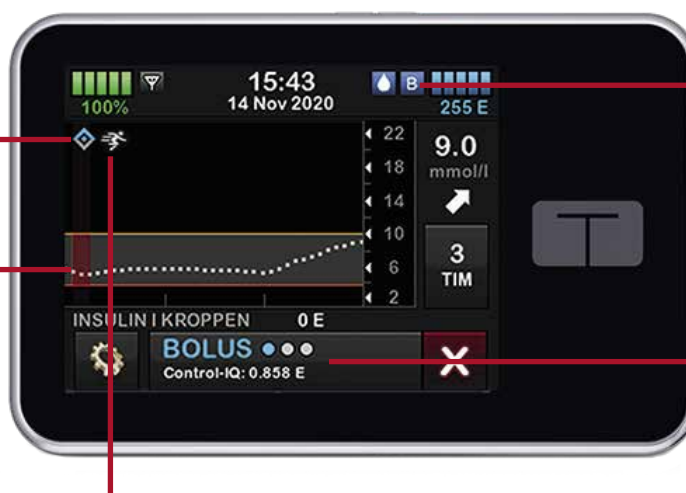 15:43
100%
14 Nov 2020
B
255 E
22
18
14
10
6
2
9.0
mmol/l
3
TIM
INSULIN I KROPPEN 0 E
BOLUS
Control-IQ: 0.858 E